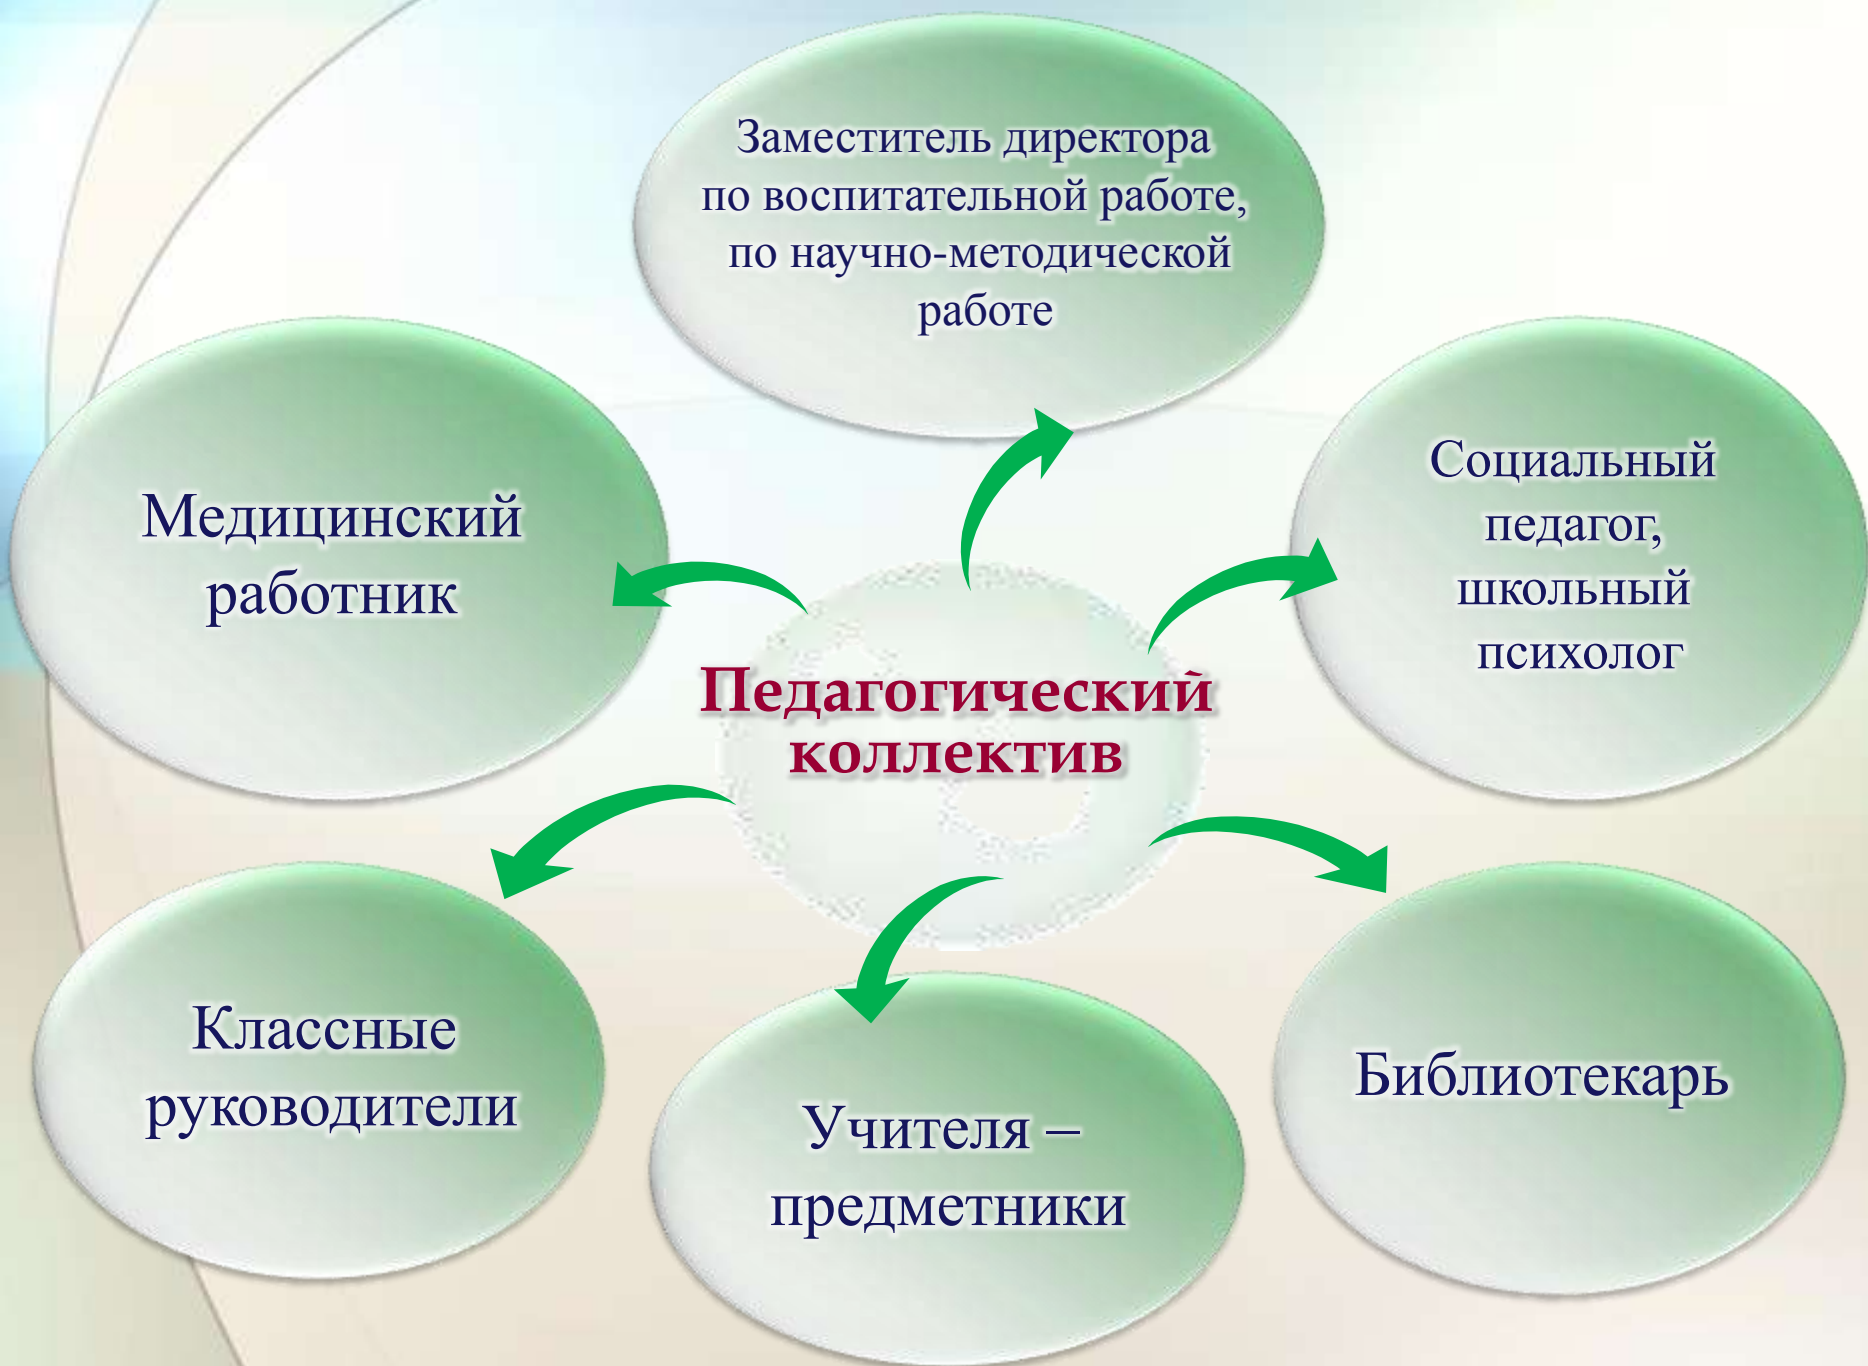 Заместитель директора
по воспитательной работе,
по научно-методической
работе
Медицинский
работник
Социальный
педагог,
школьный
психолог
Педагогический
коллектив
Классные
руководители
Учителя –
предметники
Библиотекарь